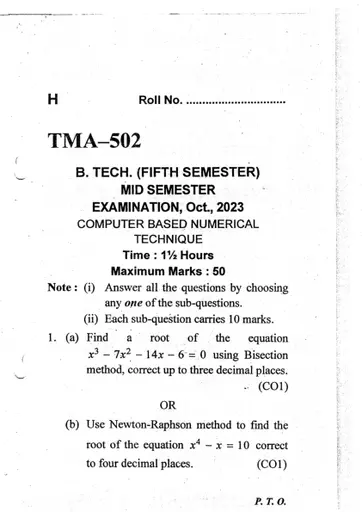 H Roll No. ...............................
TMA–502
B. TECH. (FIFTH SEMESTER)
MID SEMESTER
EXAMINATION, Oct., 2023
COMPUTER BASED NUMERICAL
TECHNIQUE
Time : 1½ Hours
Maximum Marks : 50
Note : (i) Answer all the questions by choosing
any one of the sub-questions.
(ii) Each sub-question carries 10 marks.
1. (a) Find a root of the equation
x³ – 7x² – 14x – 6 = 0 using Bisection
method, correct up to three decimal places.
(CO1)
OR
(b) Use Newton-Raphson method to find the
root of the equation x⁴ – x = 10 correct
to four decimal places. (CO1)
P. T. O.